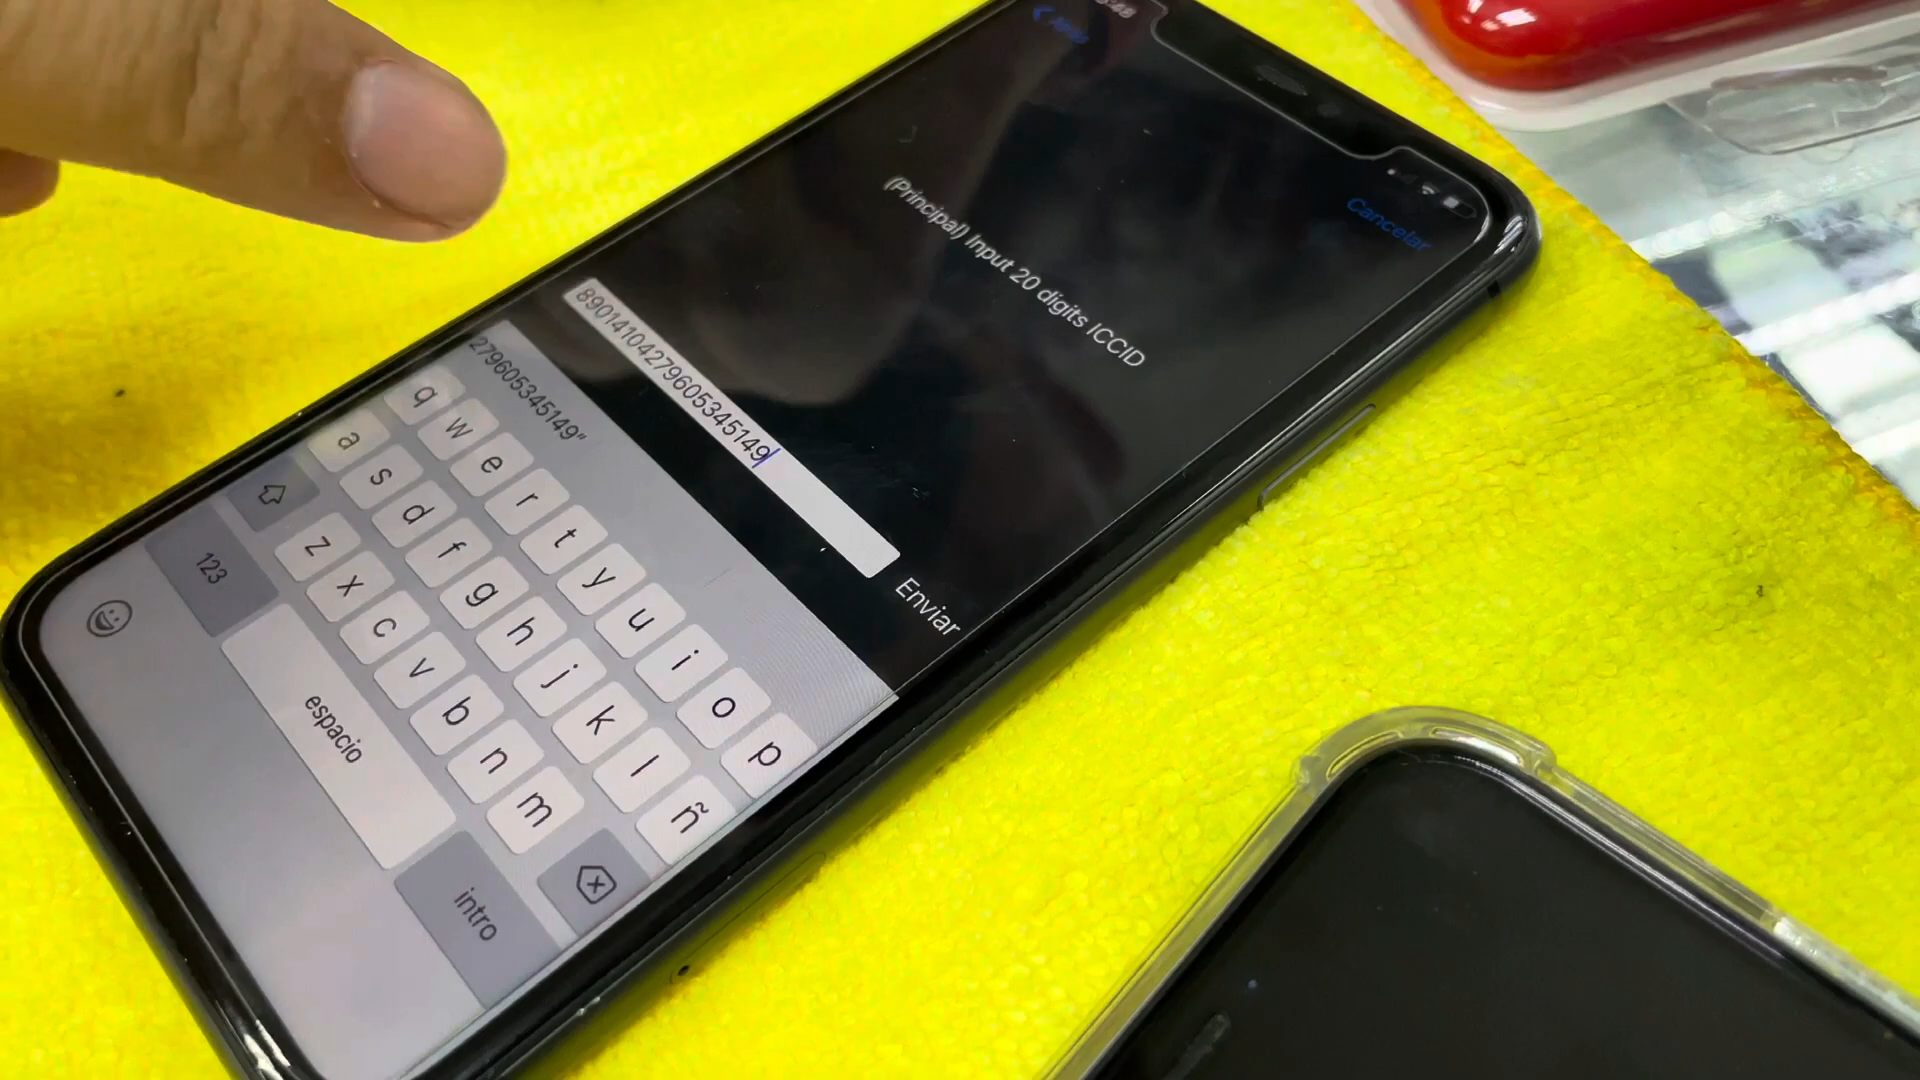 Cancelar
(Principal) Input 20 digits ICCID
89014104279605345149
Enviar
279605345149"
q w e r t y u i o p
a s d f g h j k l ñ
z x c v b n m
123
espacio
intro